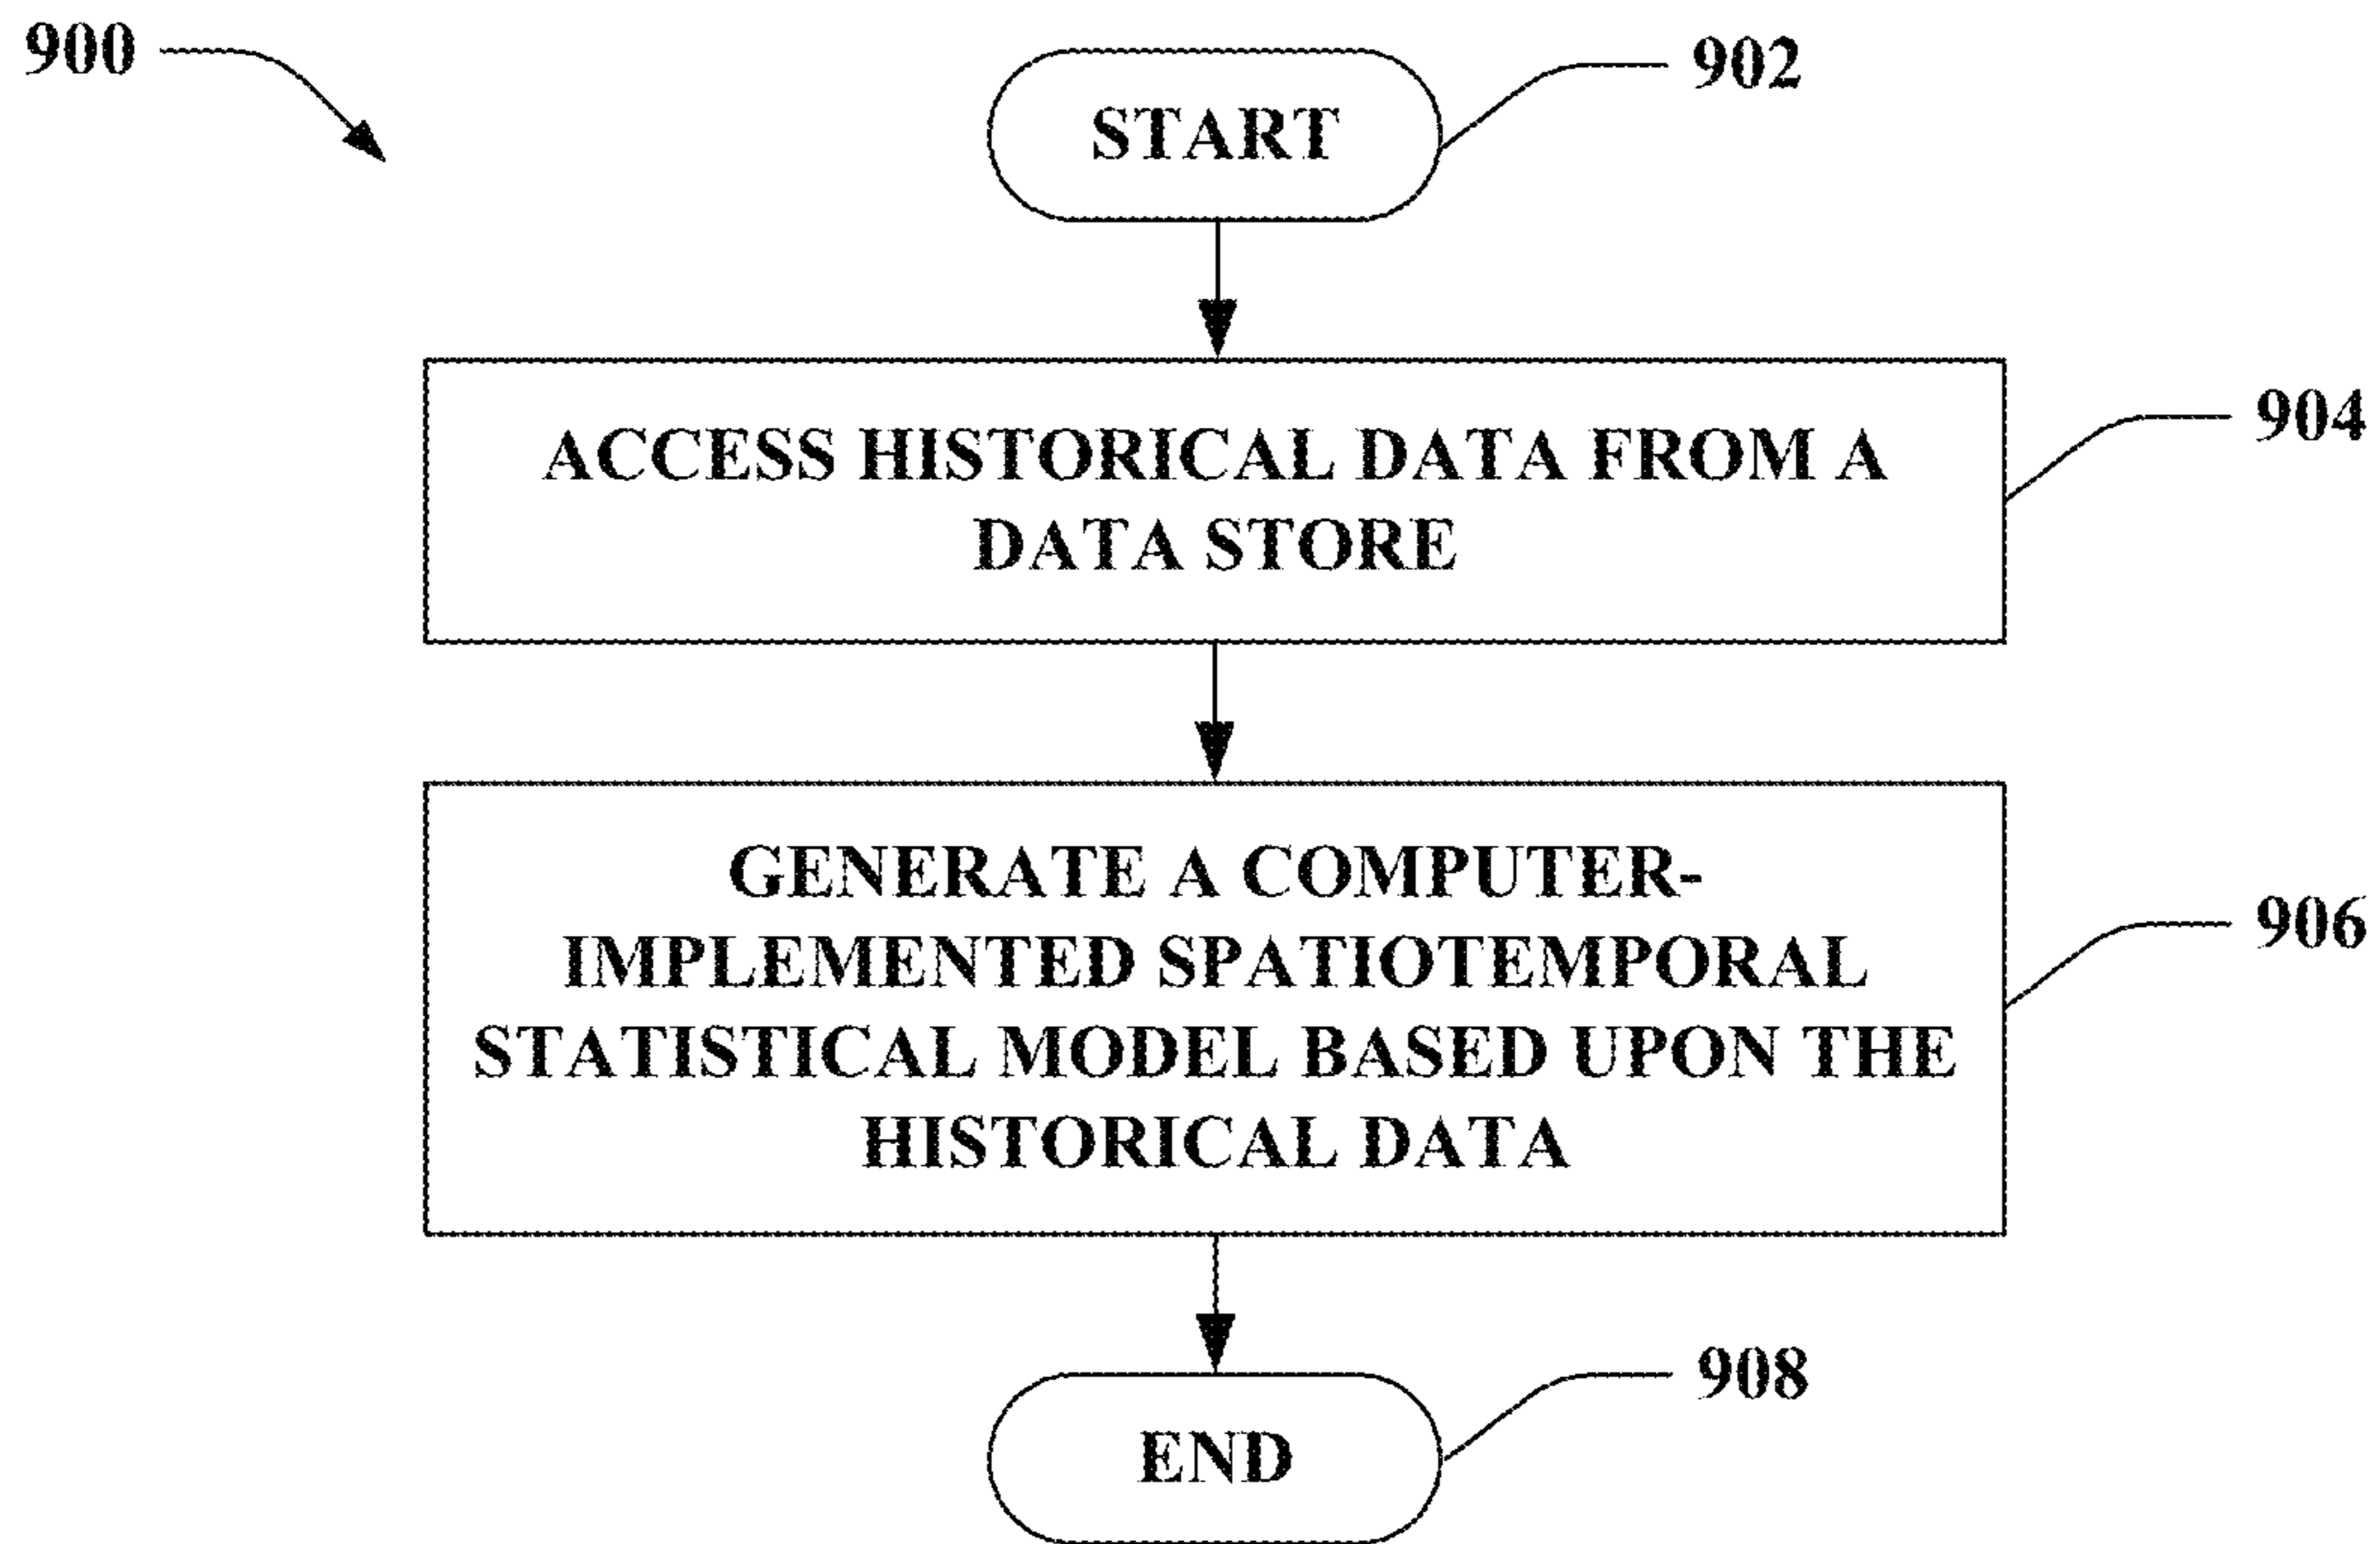 900
START
902
ACCESS HISTORICAL DATA FROM A
DATA STORE
904
GENERATE A COMPUTER-
IMPLEMENTED SPATIOTEMPORAL
STATISTICAL MODEL BASED UPON THE
HISTORICAL DATA
906
END
908